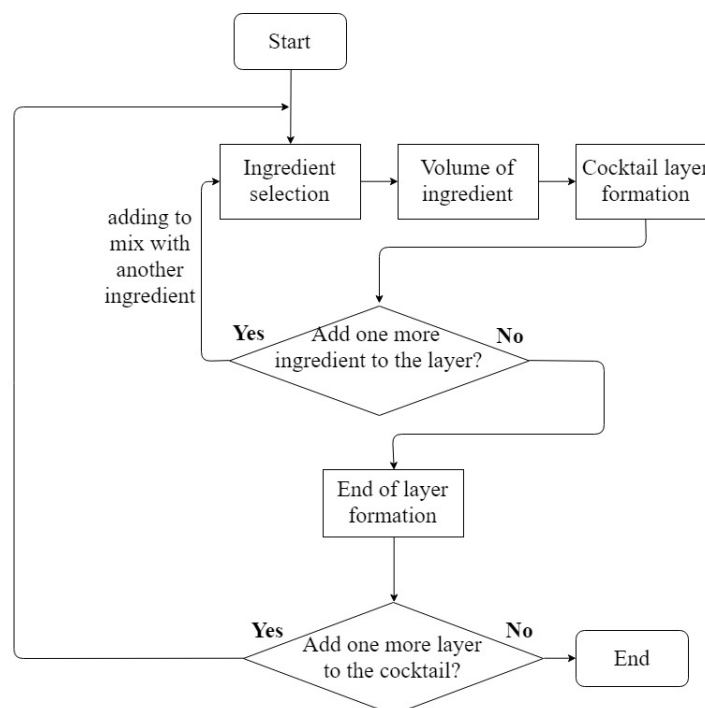 Start
Ingredient
selection
Volume of
ingredient
Cocktail layer
formation
adding to
mix with
another
ingredient
Yes
Add one more
ingredient to the layer?
No
End of layer
formation
Yes
Add one more layer
to the cocktail?
No
End